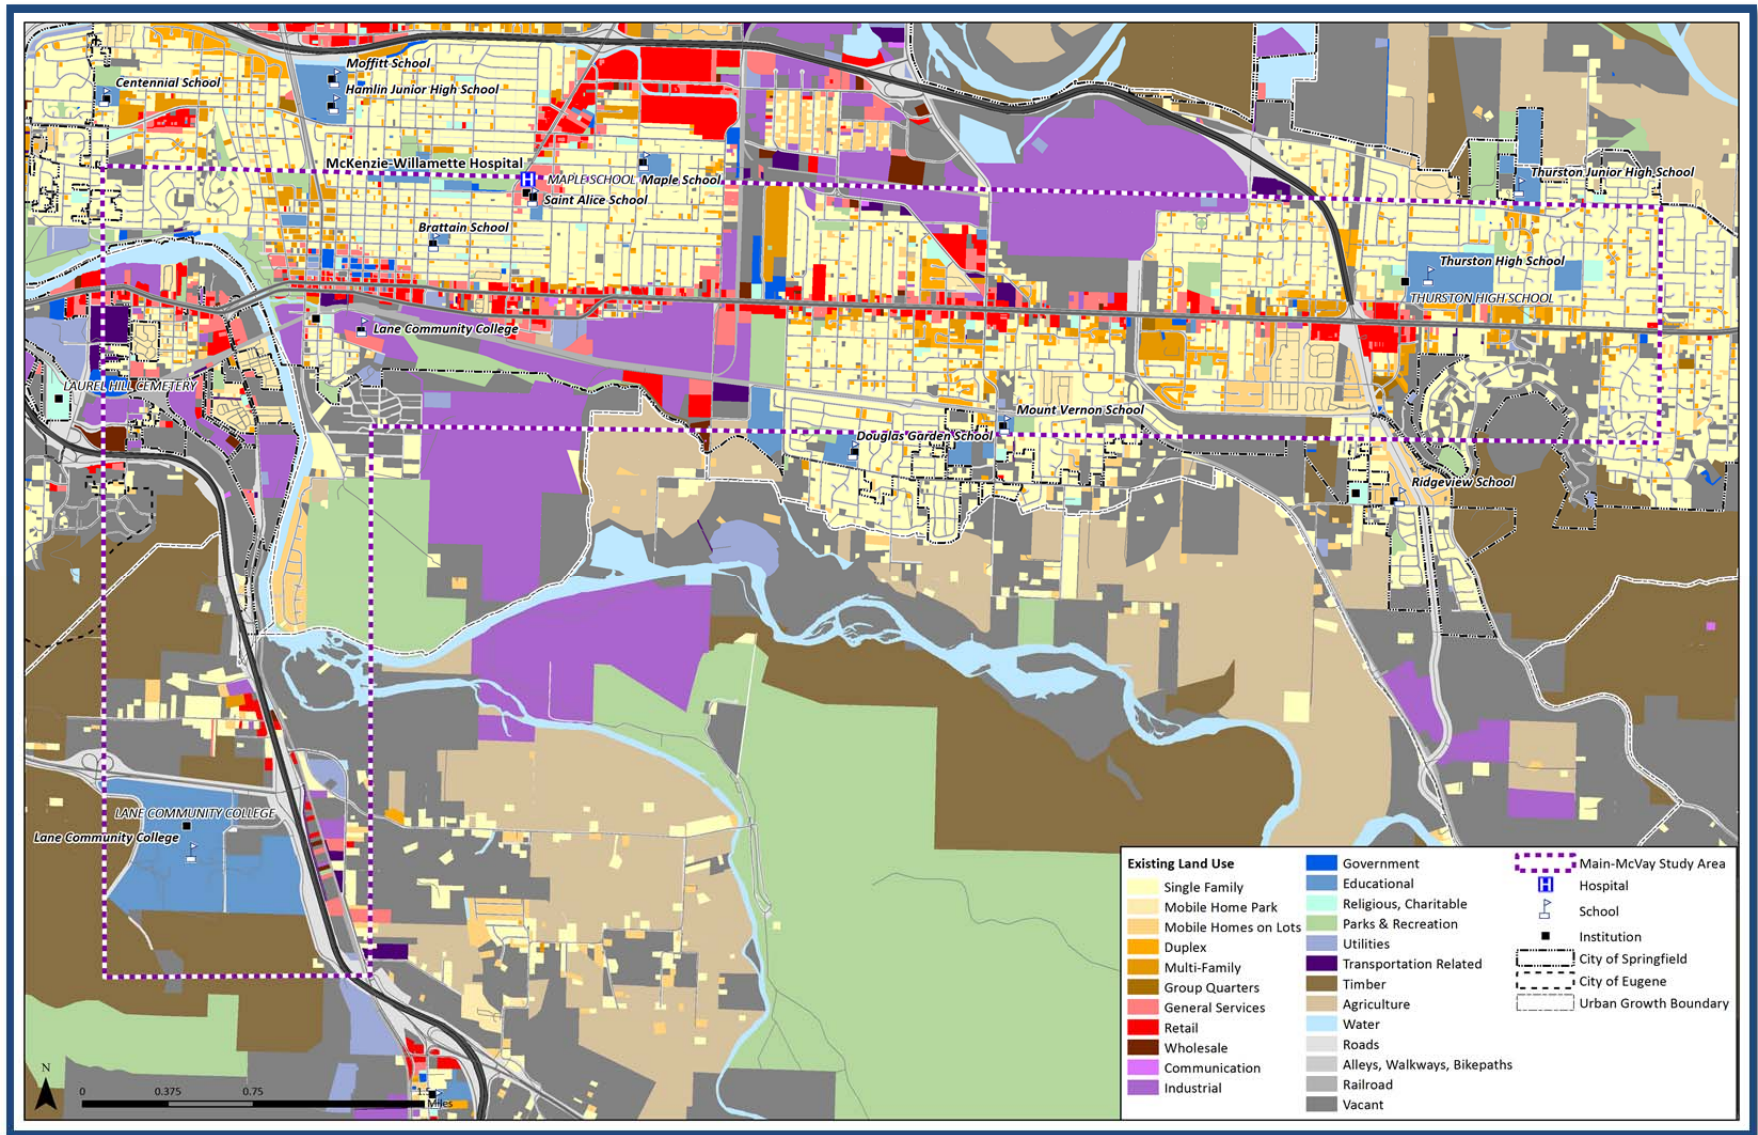 Moffitt School
Centennial School
Hamlin Junior High School
McKenzie-Willamette Hospital
H
MAPLE SCHOOL
Maple School
Saint Alice School
Thurston Junior High School
Brattain School
Thurston High School
THURSTON HIGH SCHOOL
Lane Community College
LAUREL HILL CEMETERY
Mount Vernon School
Douglas Garden School
Ridgeview School
LANE COMMUNITY COLLEGE
Lane Community College
N
0 0.375 0.75 1.5
Miles
Existing Land Use
Single Family
Mobile Home Park
Mobile Homes on Lots
Duplex
Multi-Family
Group Quarters
General Services
Retail
Wholesale
Communication
Industrial
Government
Educational
Religious, Charitable
Parks & Recreation
Utilities
Transportation Related
Timber
Agriculture
Water
Roads
Alleys, Walkways, Bikepaths
Railroad
Vacant
Main-McVay Study Area
H Hospital
School
Institution
City of Springfield
City of Eugene
Urban Growth Boundary